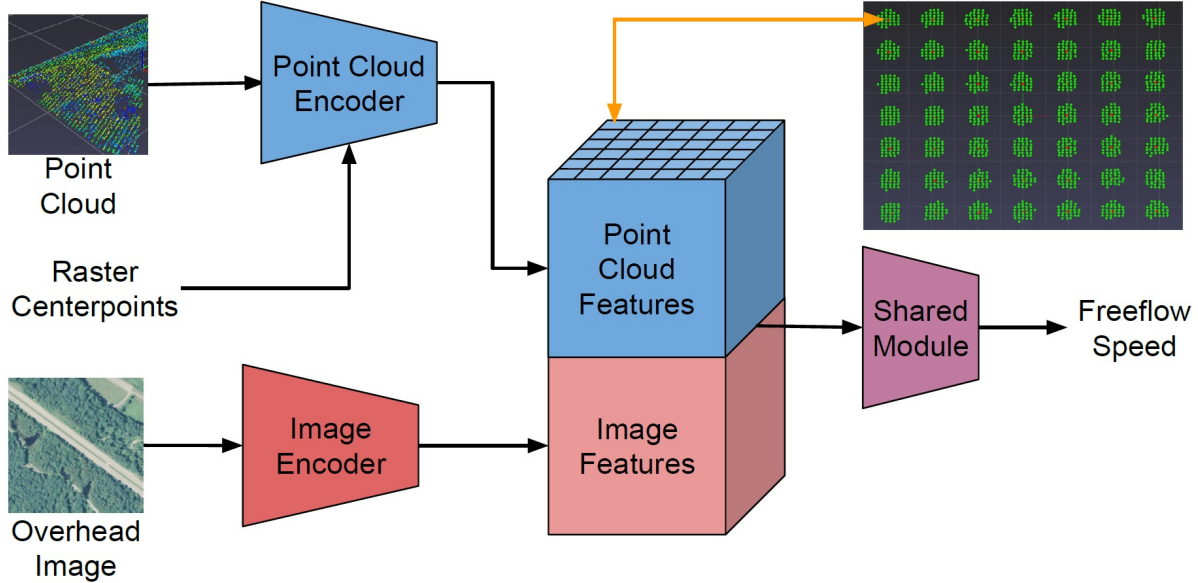 Point Cloud
Encoder
Point
Cloud
Raster
Centerpoints
Point
Cloud
Features
Shared
Module
Freeflow
Speed
Image
Encoder
Image
Features
Overhead
Image